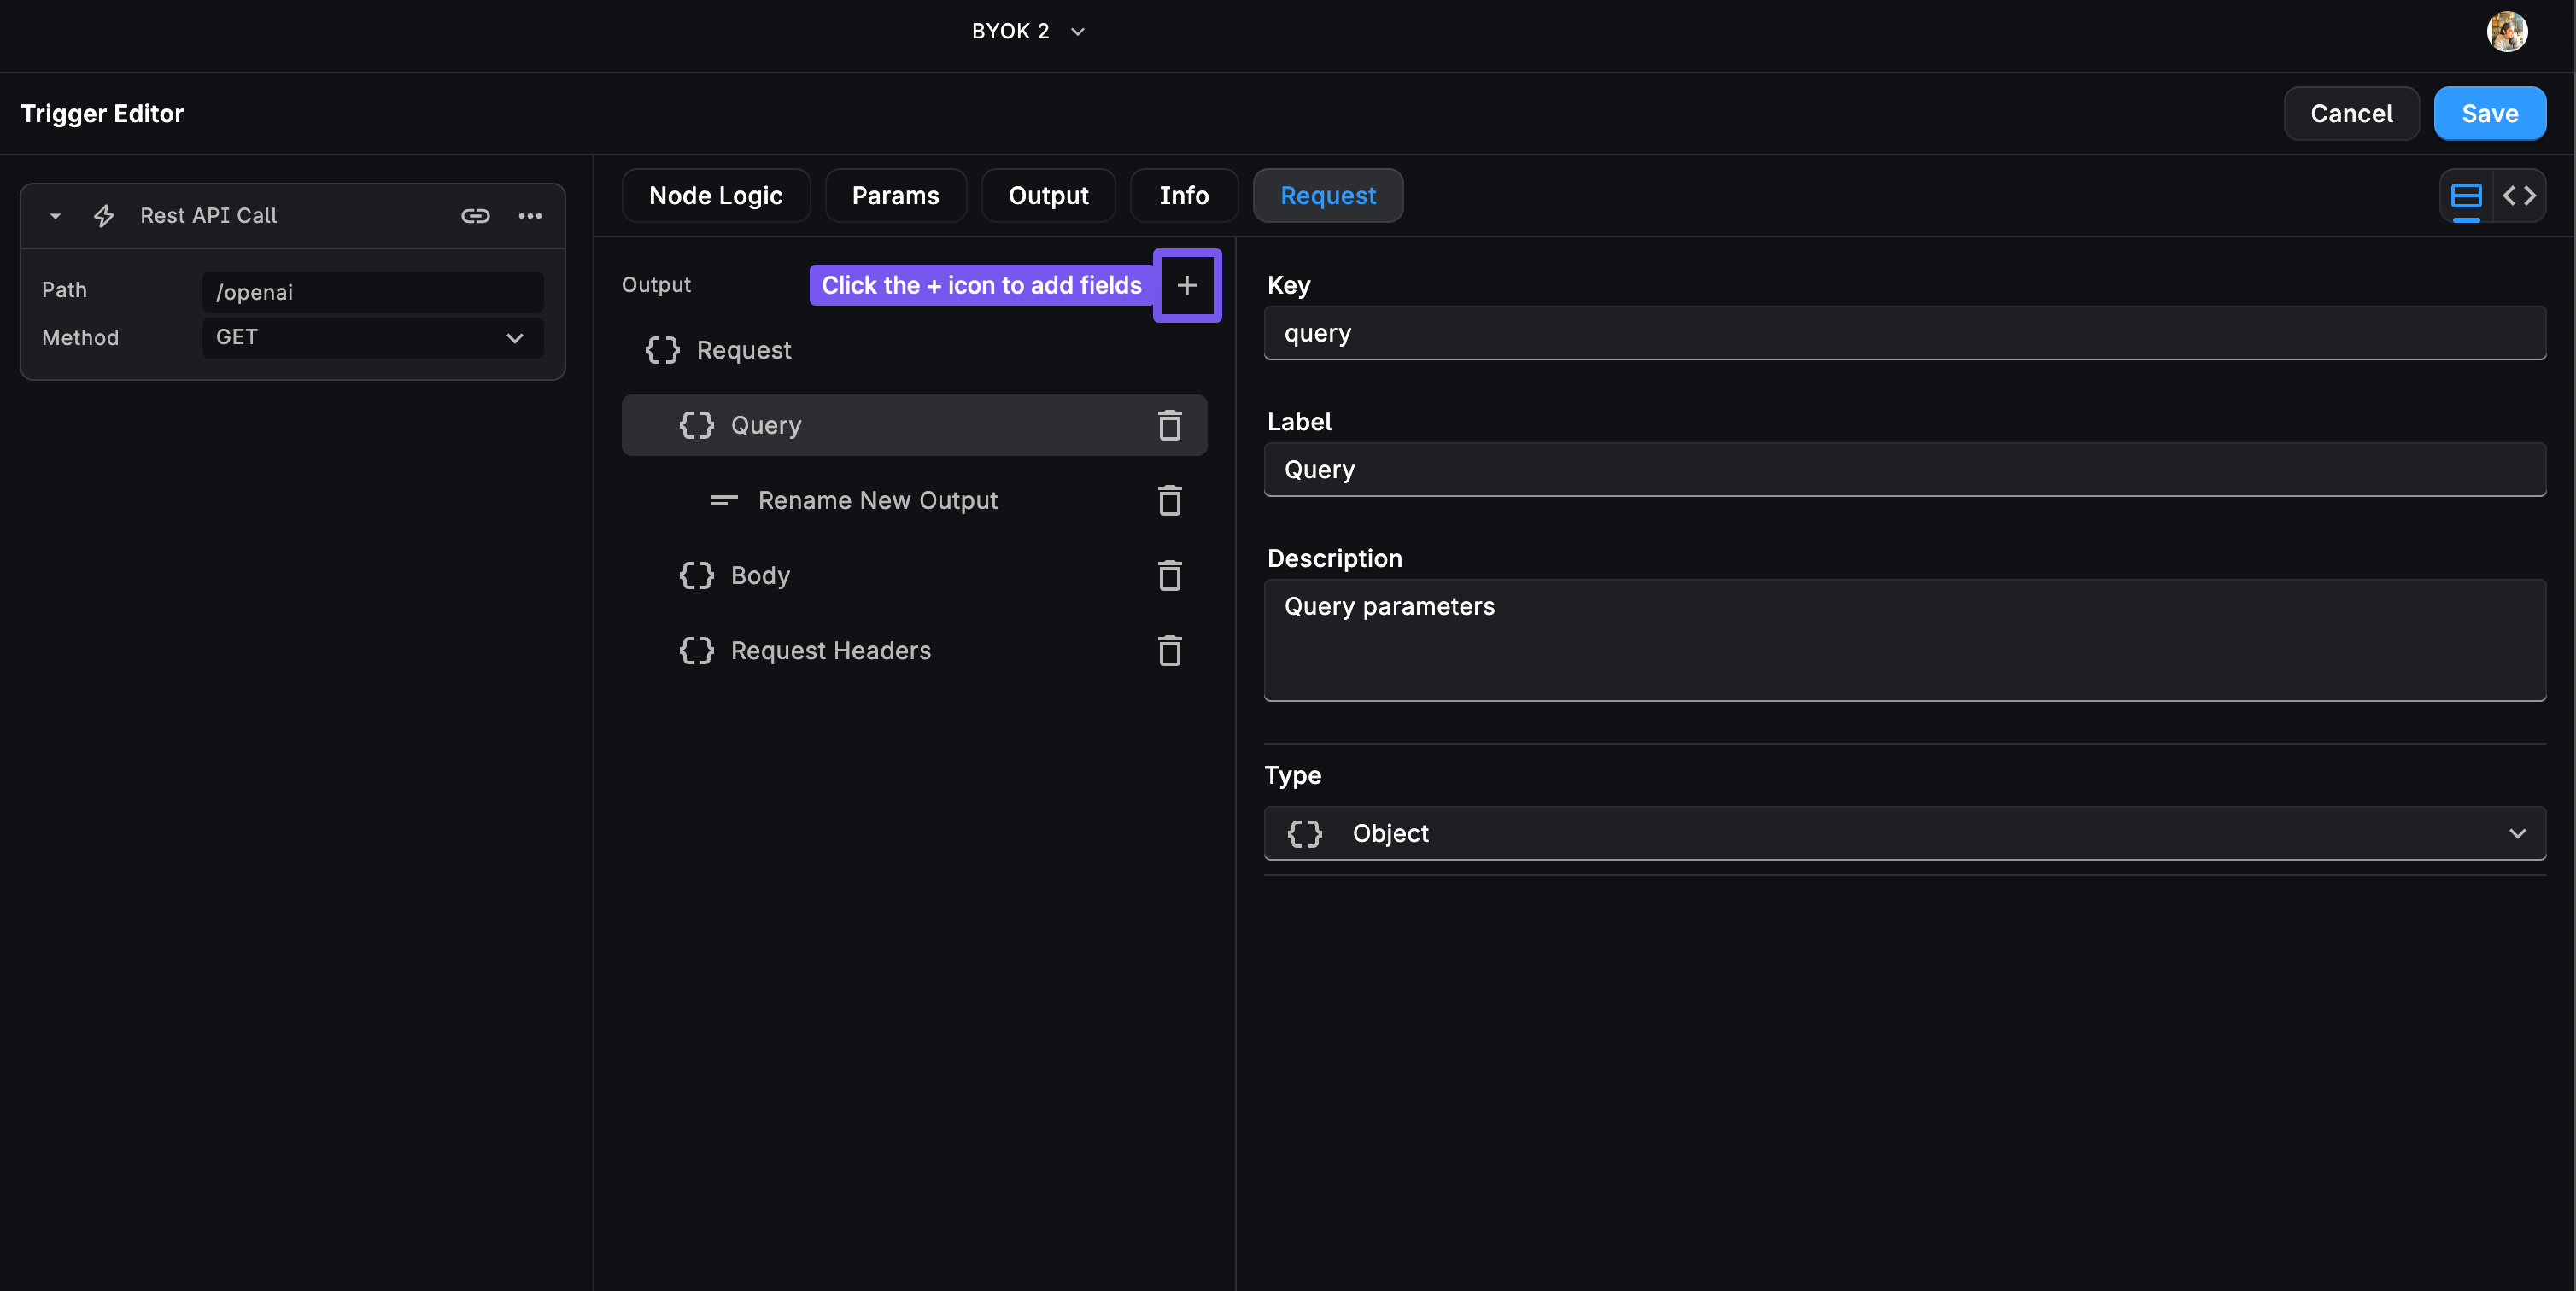 BYOK 2
Trigger Editor
Cancel
Save
Rest API Call
Path
/openai
Method
GET
Node Logic
Params
Output
Info
Request
Output
Click the + icon to add fields
Request
Query
Rename New Output
Body
Request Headers
Key
query
Label
Query
Description
Query parameters
Type
Object